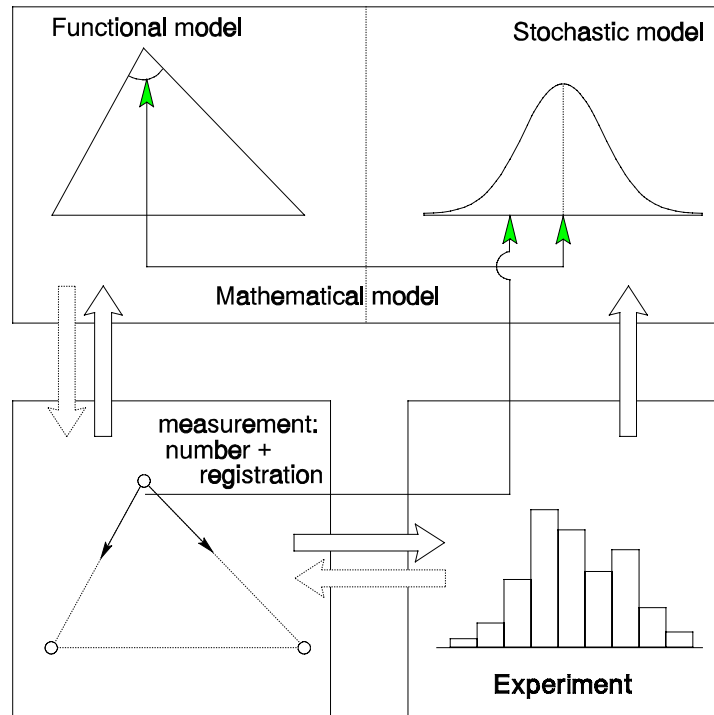 Functional model
Stochastic model
Mathematical model
measurement:
number +
registration
Experiment